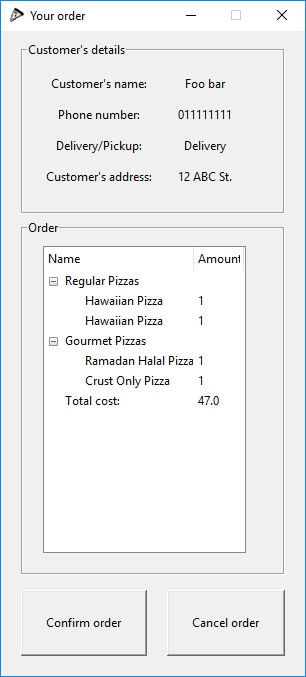 Your order
Customer's details
Customer's name: Foo bar
Phone number: 011111111
Delivery/Pickup: Delivery
Customer's address: 12 ABC St.
Order
Name Amount
Regular Pizzas
Hawaiian Pizza 1
Hawaiian Pizza 1
Gourmet Pizzas
Ramadan Halal Pizza 1
Crust Only Pizza 1
Total cost: 47.0
Confirm order Cancel order